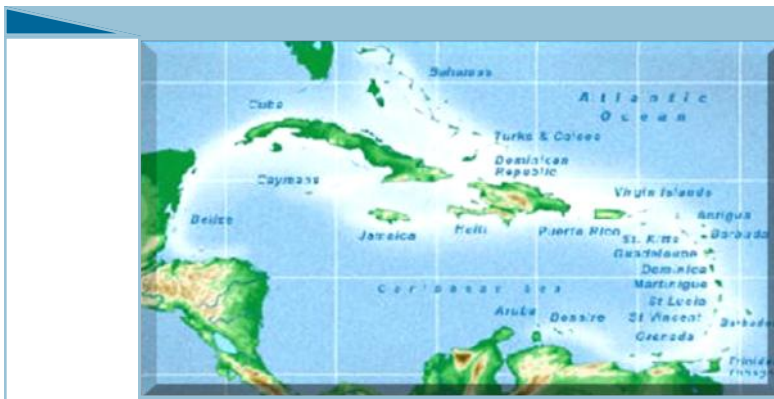 Bahamas
Atlantic
Ocean
Cuba
Turks & Caicos
Dominican
Republic
Caymans
Virgin Islands
Belize
Antigua
Jamaica
Haiti
Puerto Rico
St. Kitts
Barbuda
Guadeloupe
Dominica
Martinique
Caribbean Sea
St Lucia
Aruba
St Vincent
Grenada